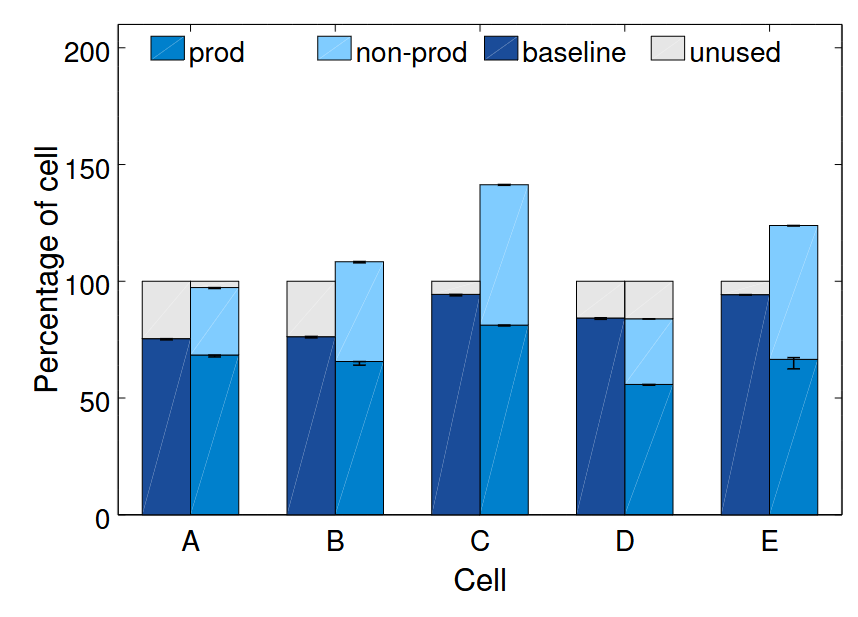 200 prod non-prod baseline unused
150
100
50
0
Percentage of cell
A B C D E
Cell